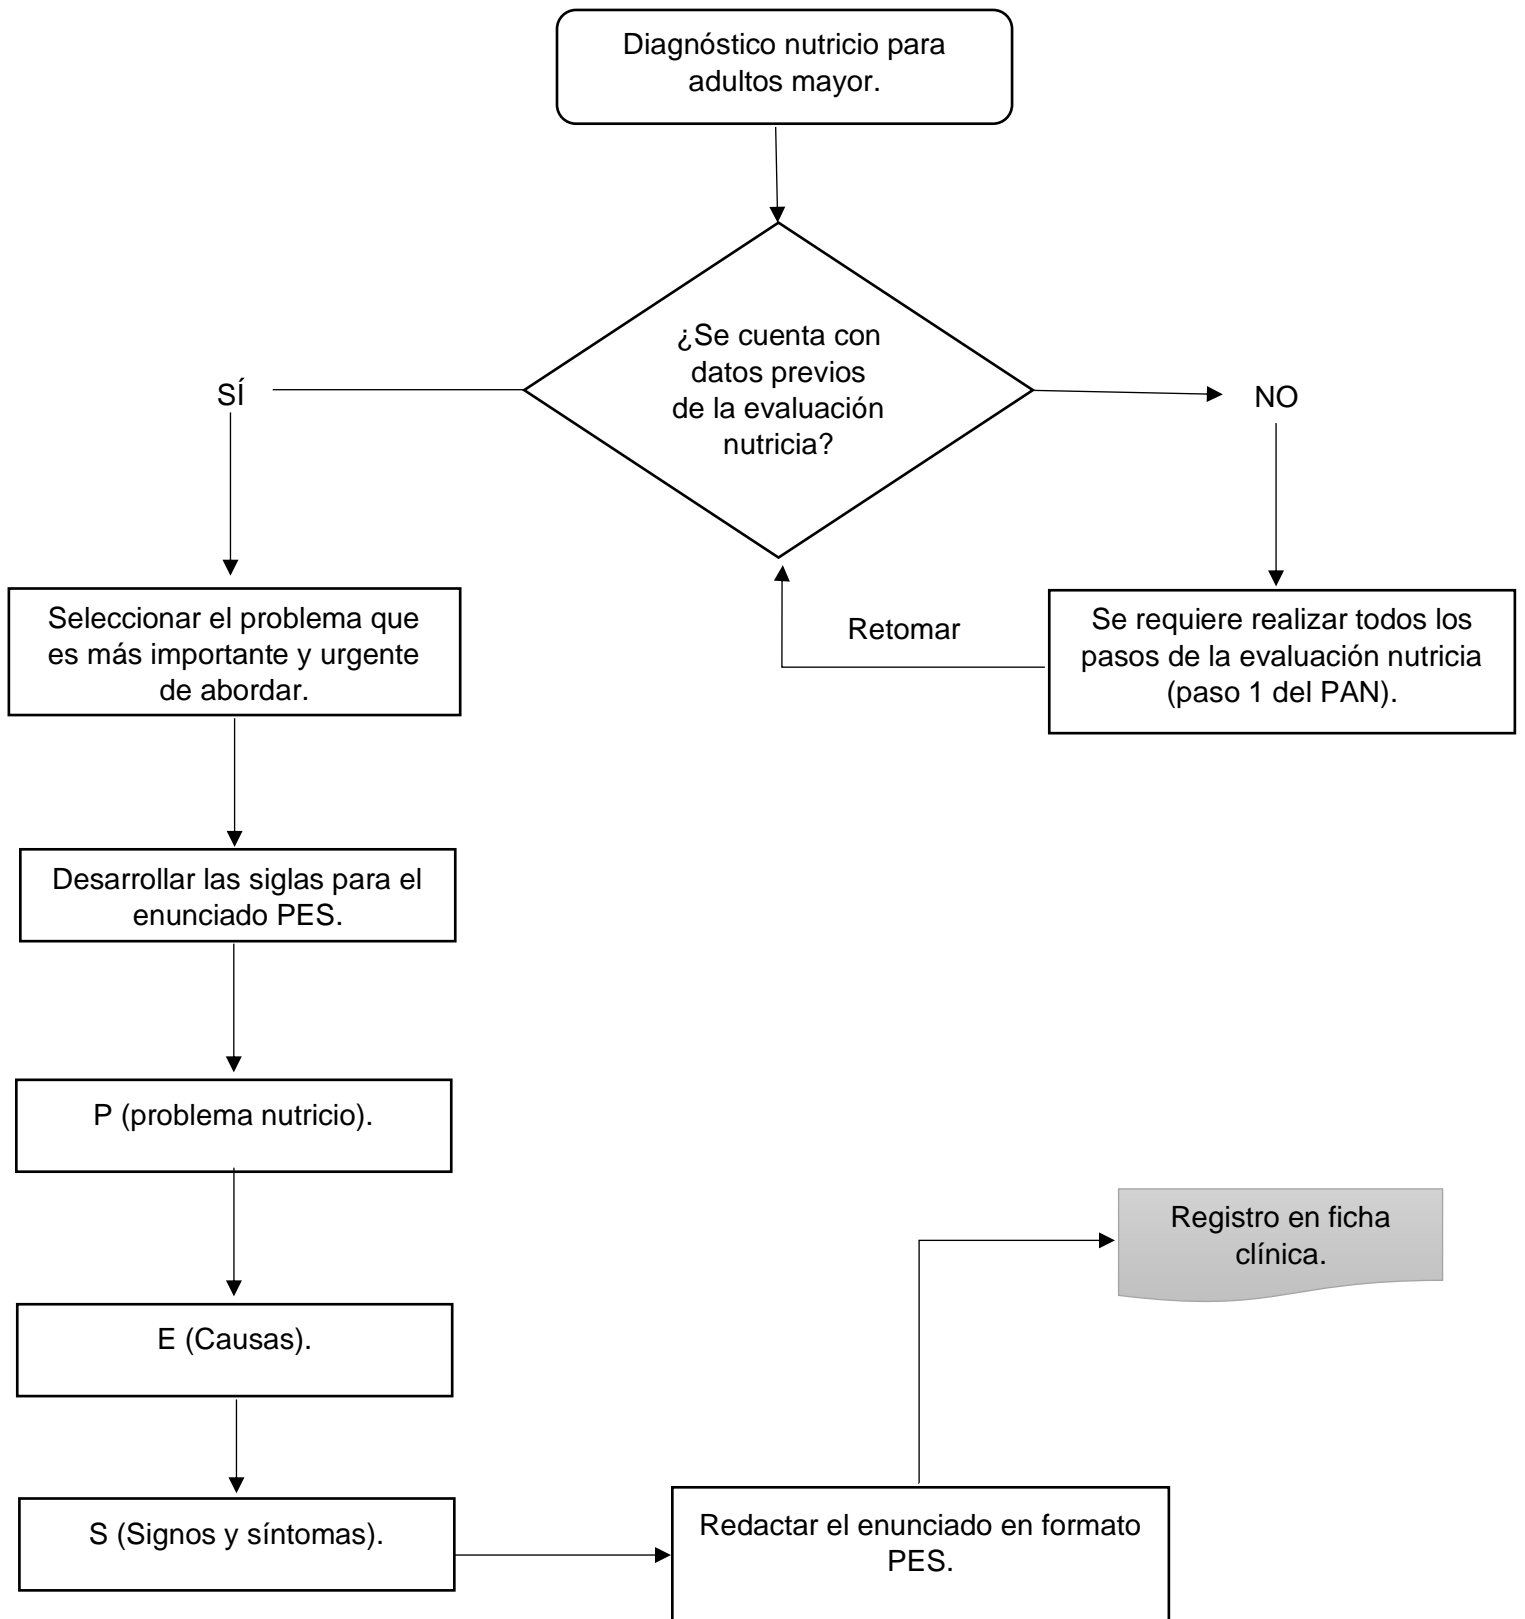 Diagnóstico nutricio para
adultos mayor.
¿Se cuenta con
datos previos
de la evaluación
nutricia?
SÍ
NO
Seleccionar el problema que
es más importante y urgente
de abordar.
Retomar
Se requiere realizar todos los
pasos de la evaluación nutricia
(paso 1 del PAN).
Desarrollar las siglas para el
enunciado PES.
P (problema nutricio).
E (Causas).
S (Signos y síntomas).
Redactar el enunciado en formato
PES.
Registro en ficha
clínica.